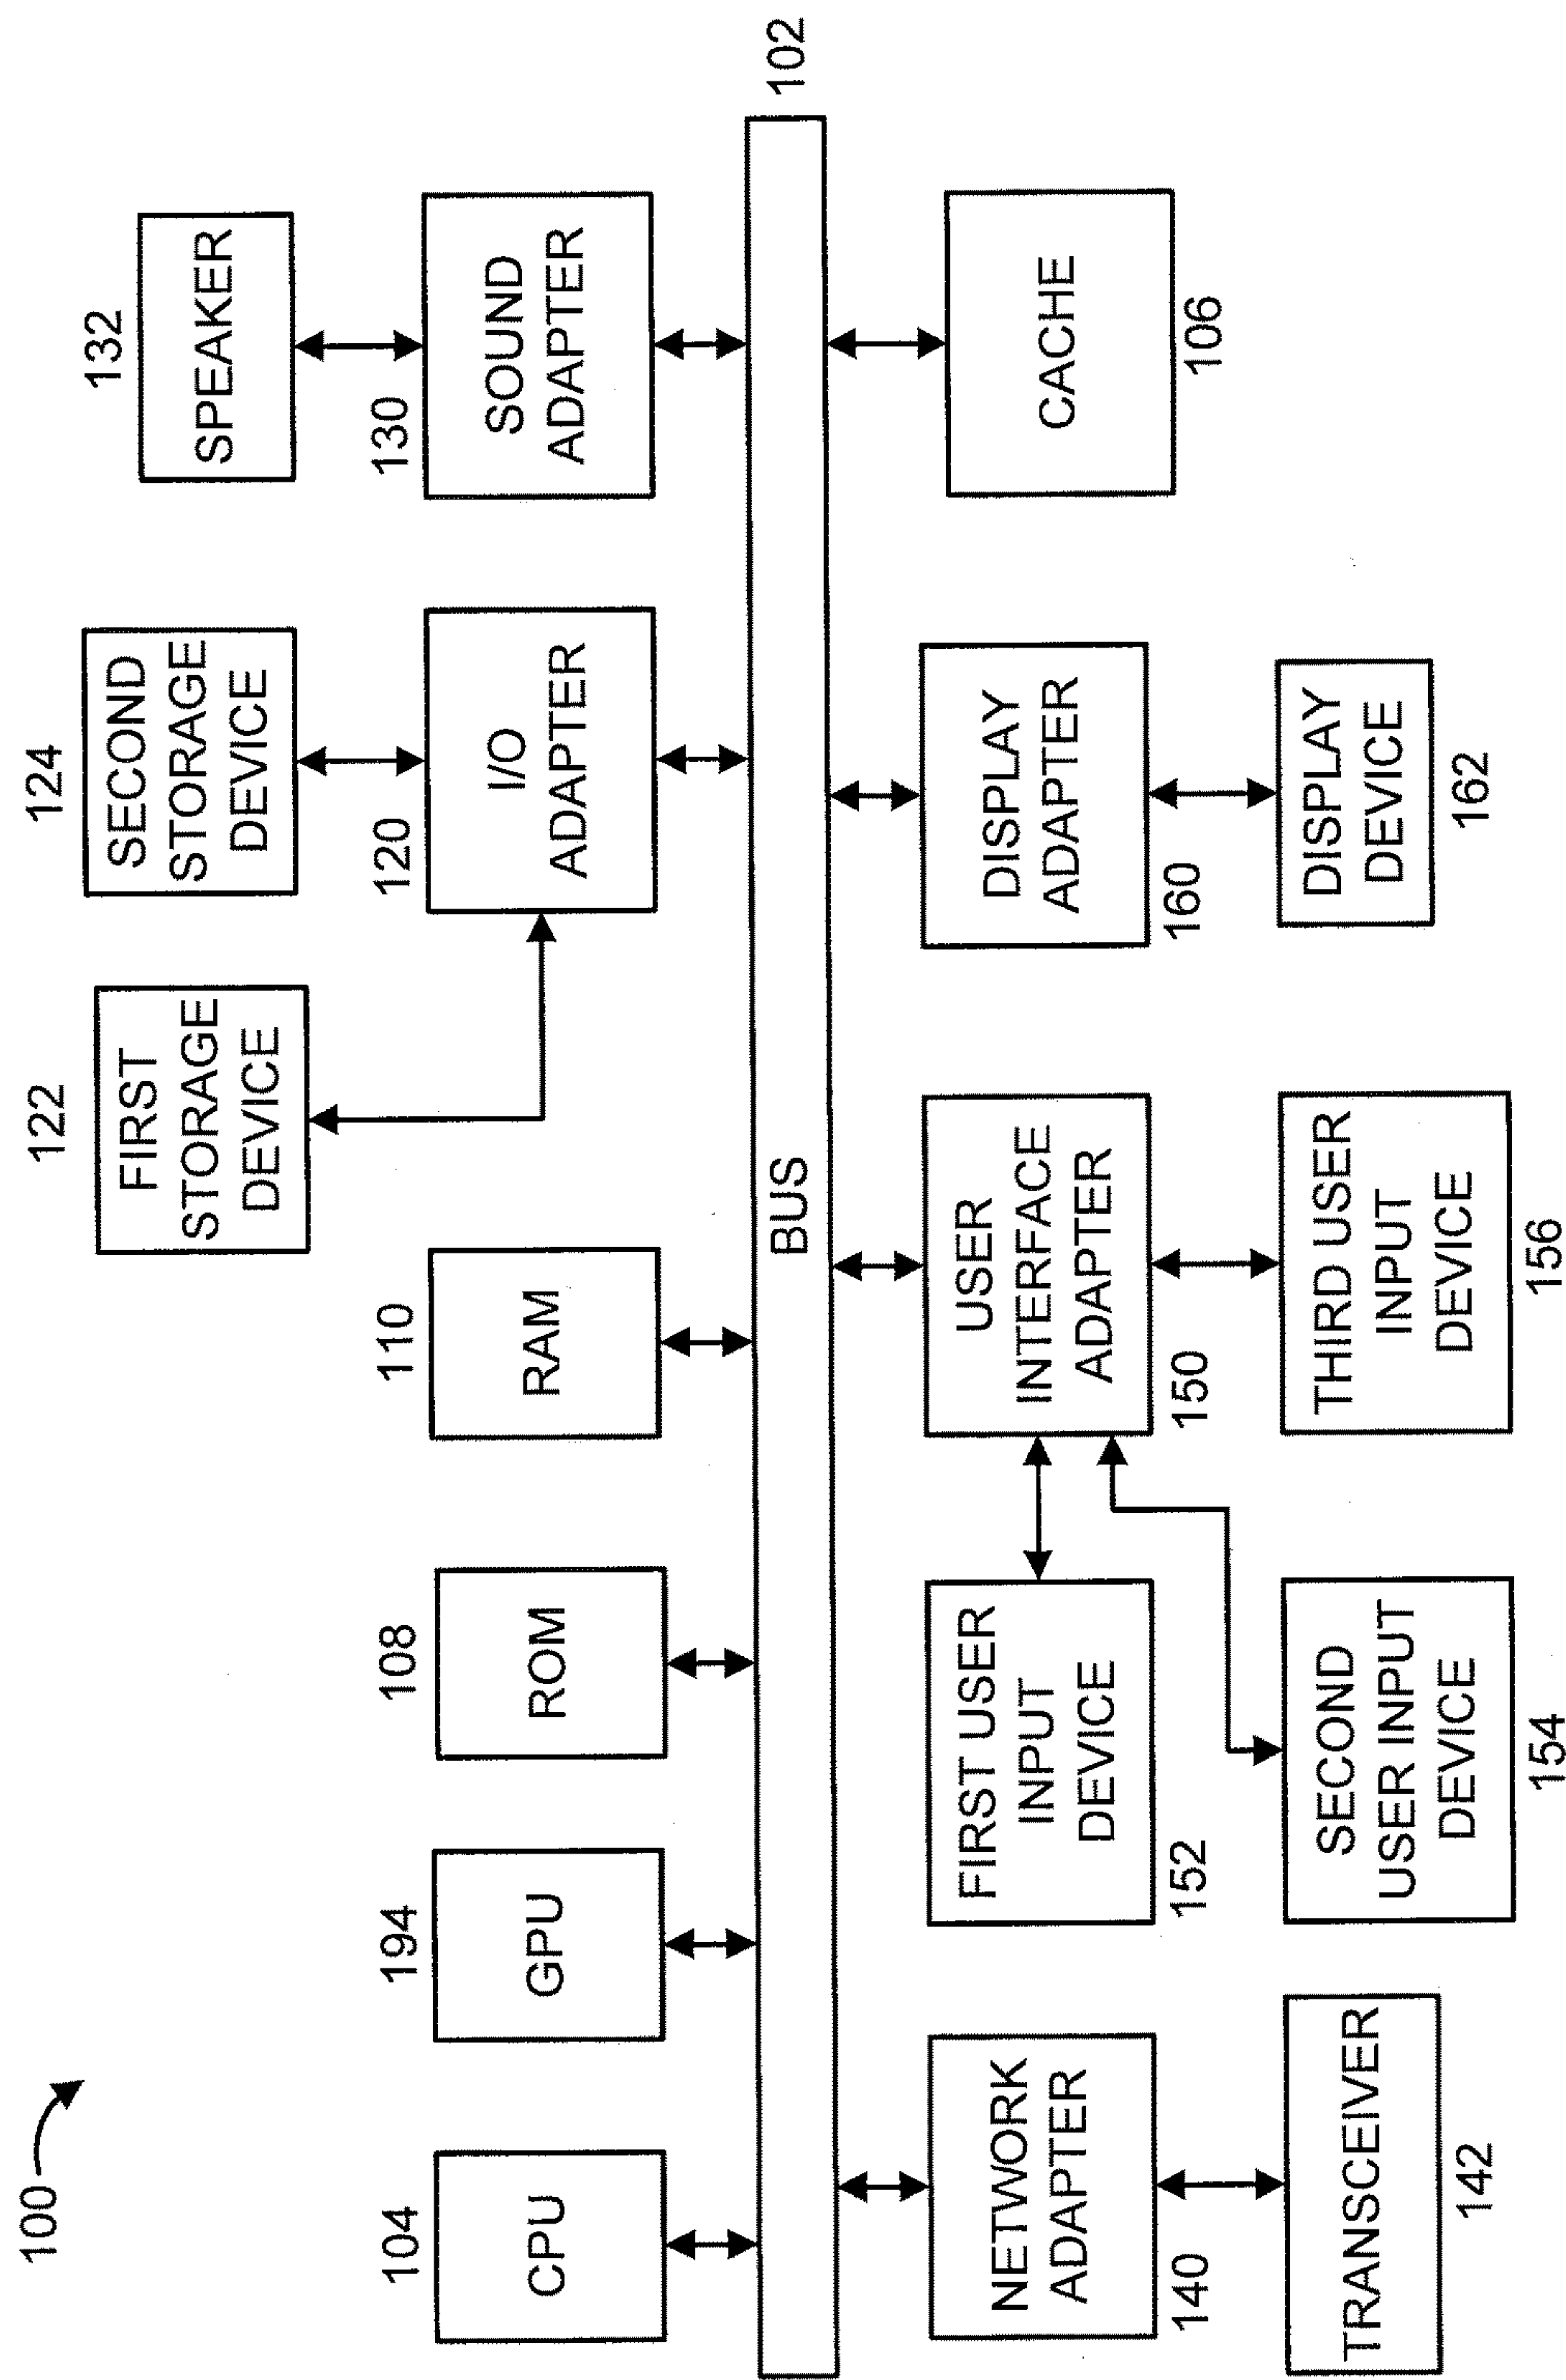 100
132
SPEAKER
124
SECOND
STORAGE
DEVICE
122
FIRST
STORAGE
DEVICE
104
CPU
194
GPU
108
ROM
110
RAM
120
I/O
ADAPTER
130
SOUND
ADAPTER
BUS
102
NETWORK
ADAPTER
140
FIRST USER
INPUT
DEVICE
152
USER
INTERFACE
ADAPTER
150
DISPLAY
ADAPTER
160
CACHE
106
TRANSCEIVER
142
SECOND
USER INPUT
DEVICE
154
THIRD USER
INPUT
DEVICE
156
DISPLAY
DEVICE
162